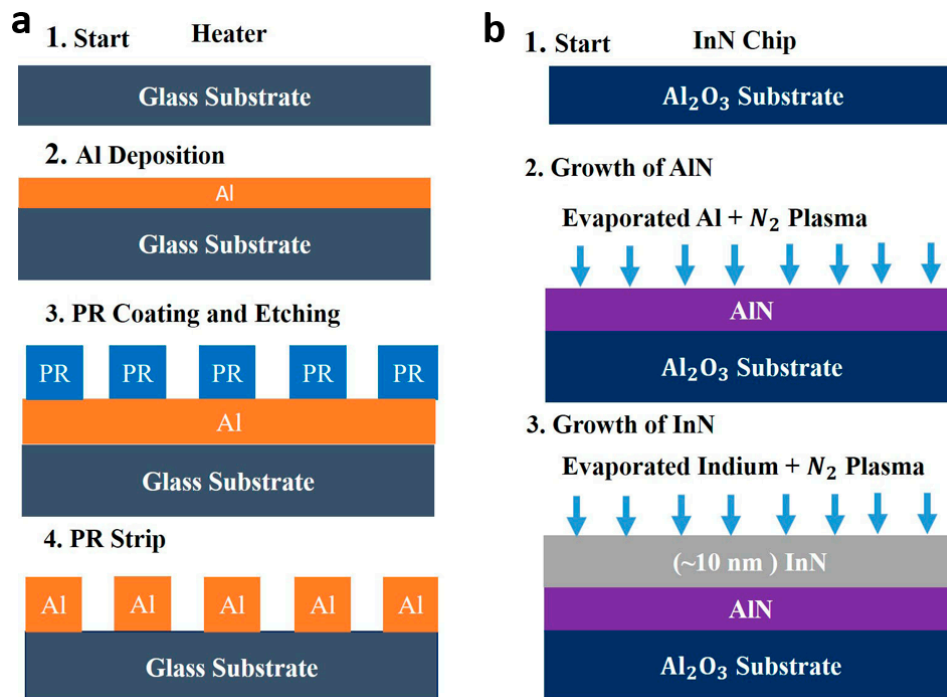 a
1. Start Heater
Glass Substrate
2. Al Deposition
Al
Glass Substrate
3. PR Coating and Etching
PR PR PR PR PR
Al
Glass Substrate
4. PR Strip
Al Al Al Al Al
Glass Substrate
b
1. Start InN Chip
Al₂O₃ Substrate
2. Growth of AlN
Evaporated Al + N₂ Plasma
AlN
Al₂O₃ Substrate
3. Growth of InN
Evaporated Indium + N₂ Plasma
(~10 nm ) InN
AlN
Al₂O₃ Substrate